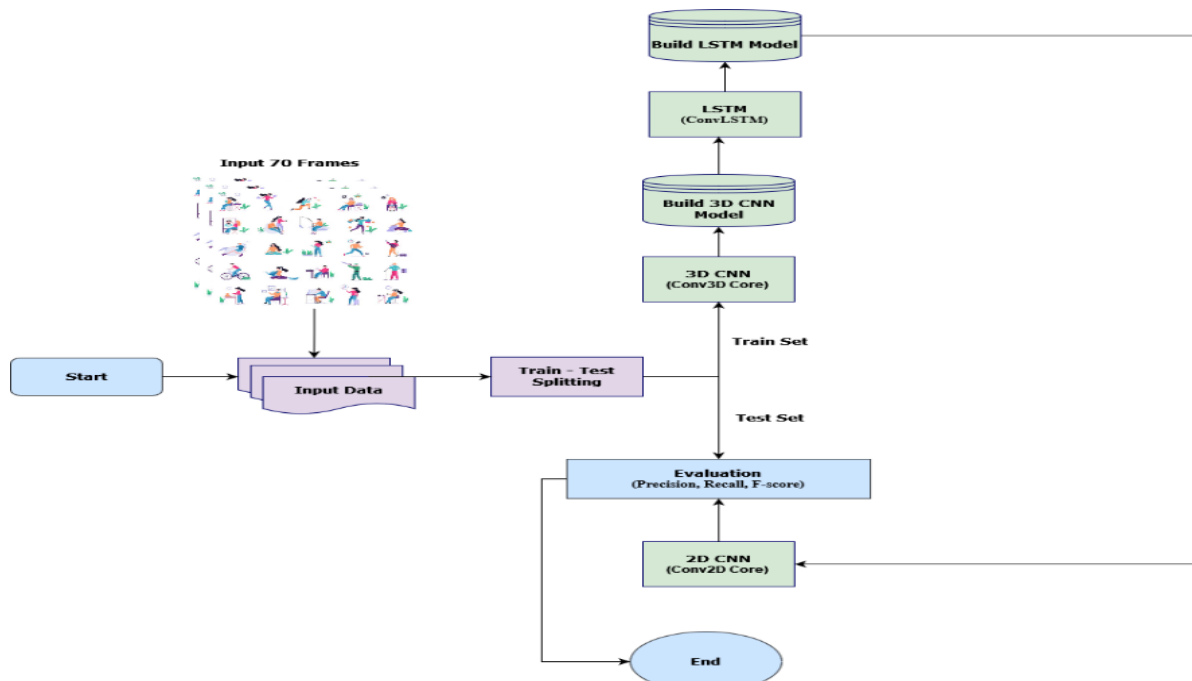 Build LSTM Model
LSTM
(ConvLSTM)
Input 70 Frames
Build 3D CNN
Model
3D CNN
(Conv3D Core)
Train Set
Start
Input Data
Train - Test
Splitting
Test Set
Evaluation
(Precision, Recall, F-score)
2D CNN
(Conv2D Core)
End